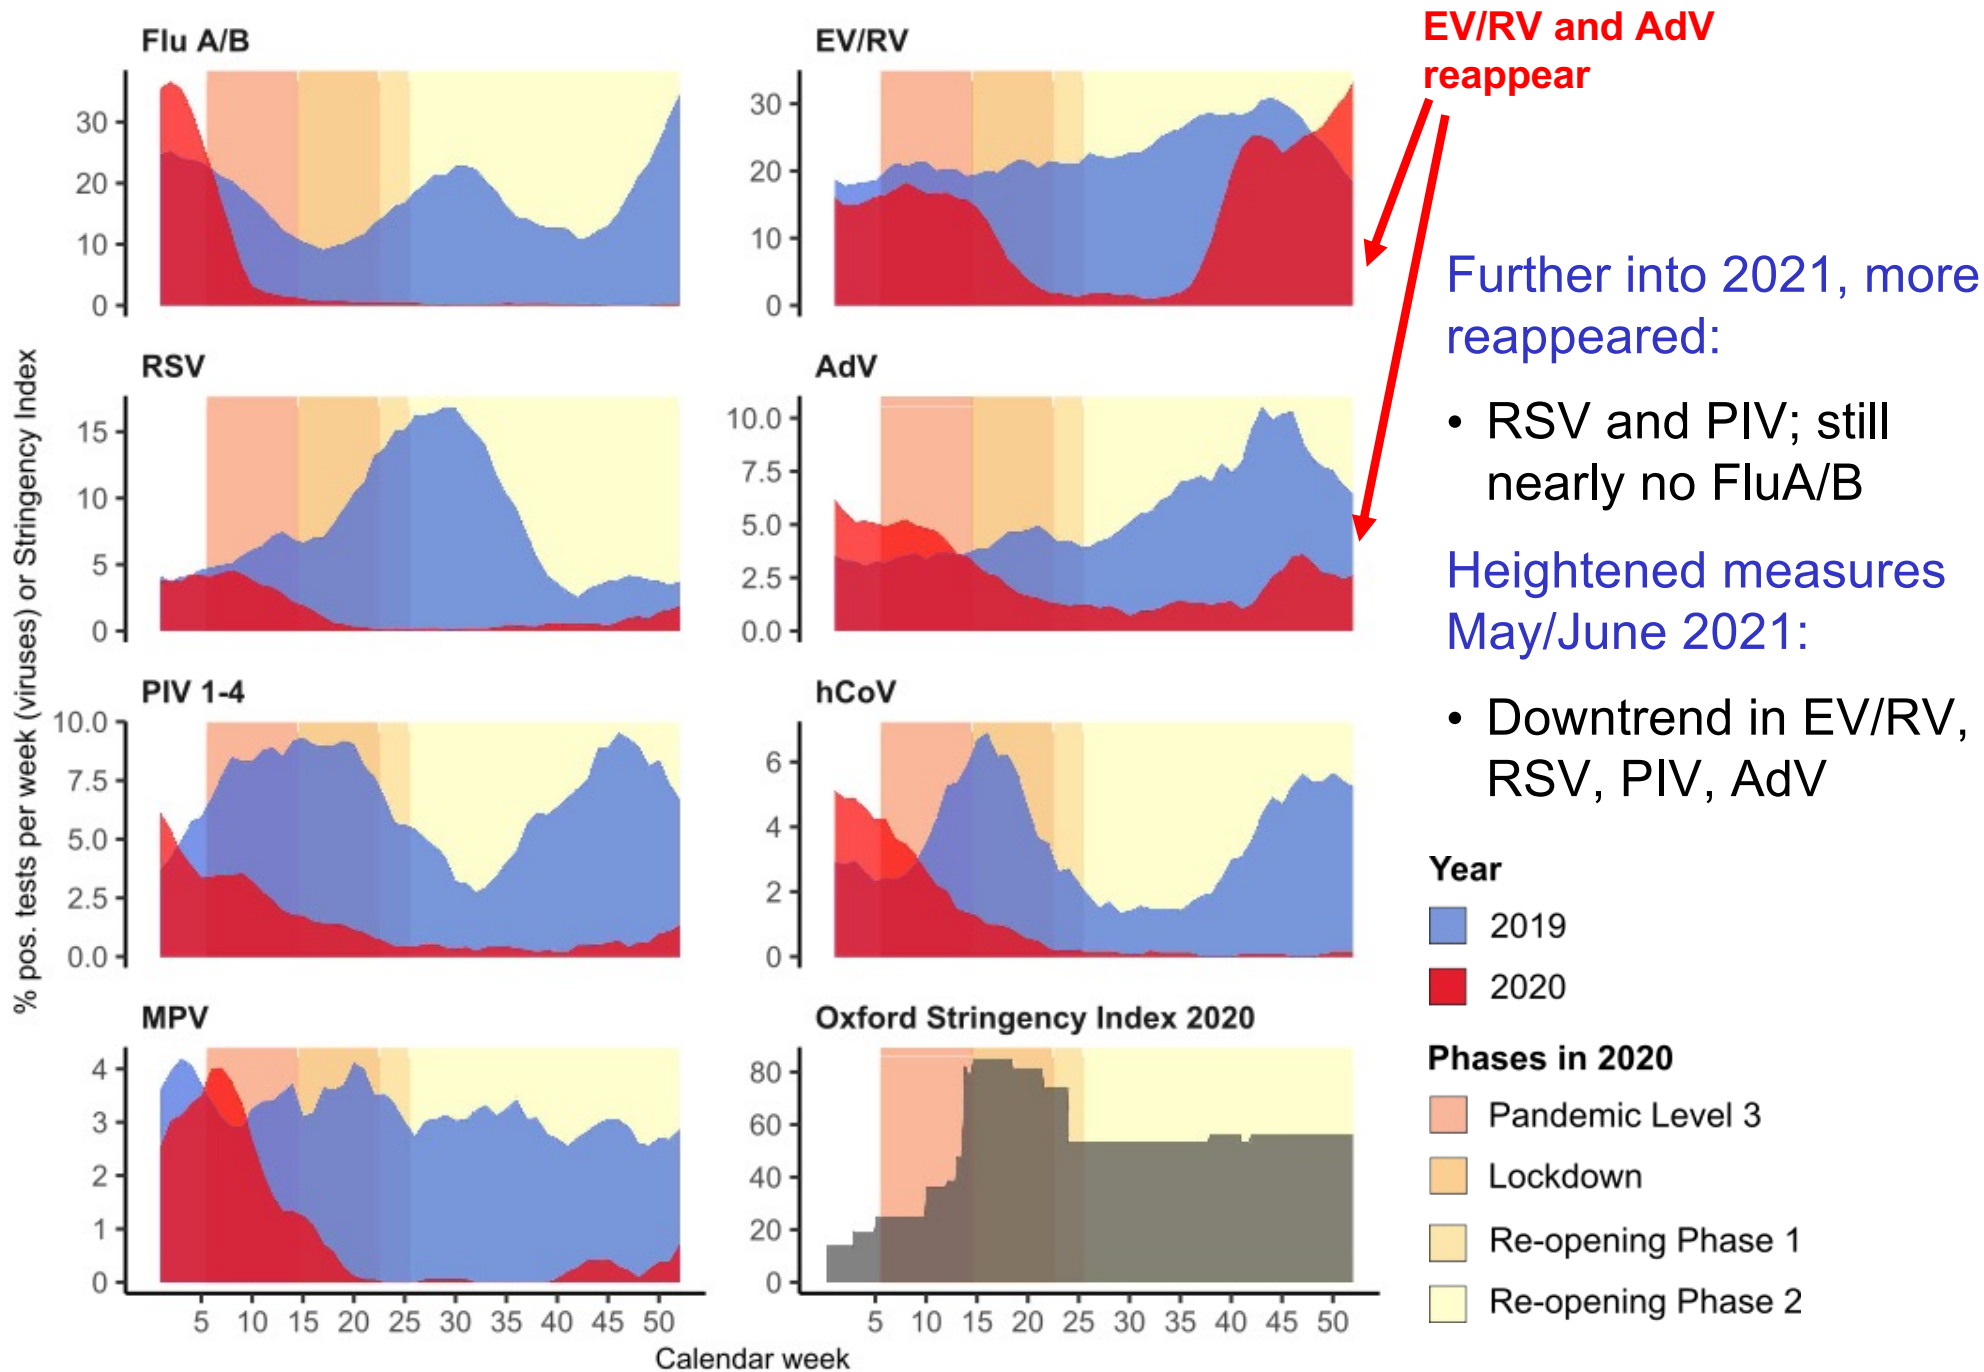 Flu A/B
30
20
10
0
EV/RV
30
20
10
0
RSV
15
10
5
0
AdV
10.0
7.5
5.0
2.5
0.0
PIV 1-4
10.0
7.5
5.0
2.5
0.0
hCoV
6
4
2
0
MPV
4
3
2
1
0
5 10 15 20 25 30 35 40 45 50
Oxford Stringency Index 2020
80
60
40
20
0
5 10 15 20 25 30 35 40 45 50
% pos. tests per week (viruses) or Stringency Index
Calendar week
EV/RV and AdV
reappear
Further into 2021, more
reappeared:
• RSV and PIV; still
nearly no FluA/B
Heightened measures
May/June 2021:
• Downtrend in EV/RV,
RSV, PIV, AdV
Year
2019
2020
Phases in 2020
Pandemic Level 3
Lockdown
Re-opening Phase 1
Re-opening Phase 2